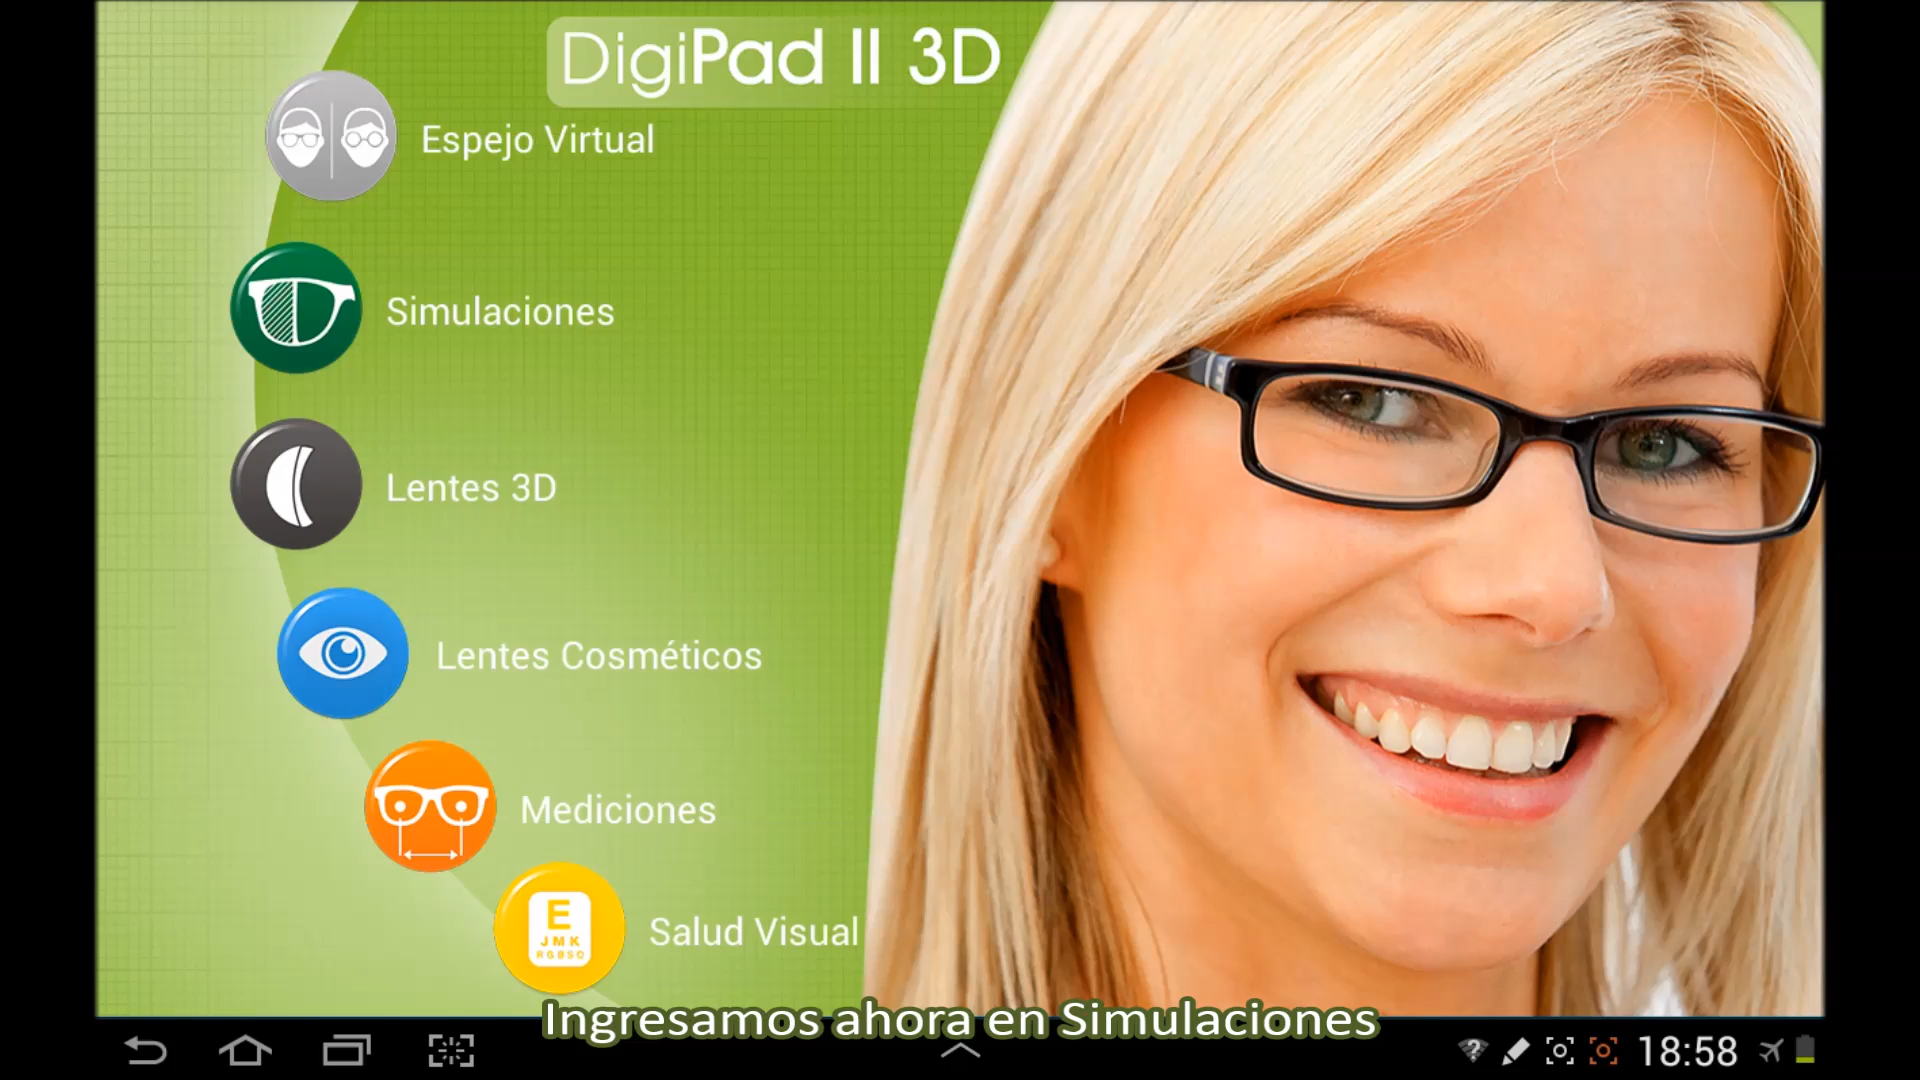 DigiPad II 3D
Espejo Virtual
Simulaciones
Lentes 3D
Lentes Cosméticos
Mediciones
E
JMK
RGBSQ
Salud Visual
Ingresamos ahora en Simulaciones
18:58